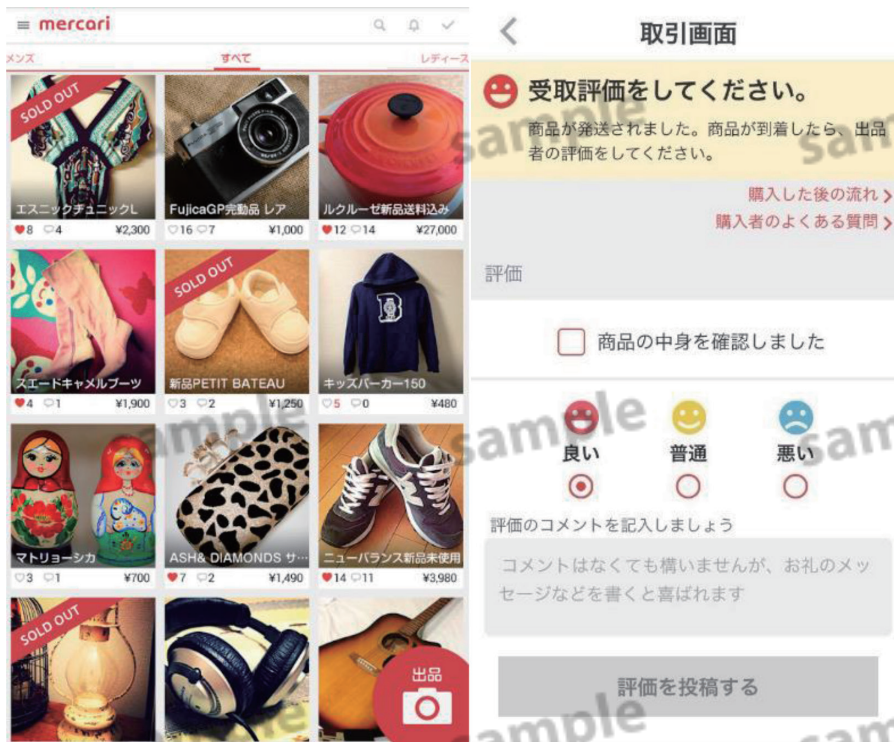 mercari
メンズ
すべて
レディース
SOLD OUT
エスニックチュニックL
8 4 ¥2,300
FujicaGP完動品 レア
16 7 ¥1,000
ルクルーゼ新品送料込み
12 14 ¥27,000
スエードキャメルブーツ
4 1 ¥1,900
SOLD OUT
新品PETIT BATEAU
3 2 ¥1,250
キッズパーカー150
5 0 ¥480
マトリョーシカ
3 1 ¥700
ASH& DIAMONDS サ…
7 2 ¥1,490
ニューバランス新品未使用
14 11 ¥3,980
SOLD OUT
出品
取引画面
受取評価をしてください。
商品が発送されました。商品が到着したら、出品
者の評価をしてください。
購入した後の流れ
購入者のよくある質問
評価
商品の中身を確認しました
良い
普通
悪い
評価のコメントを記入しましょう
コメントはなくても構いませんが、お礼のメッ
セージなどを書くと喜ばれます
評価を投稿する
sample
sample
sample
sample